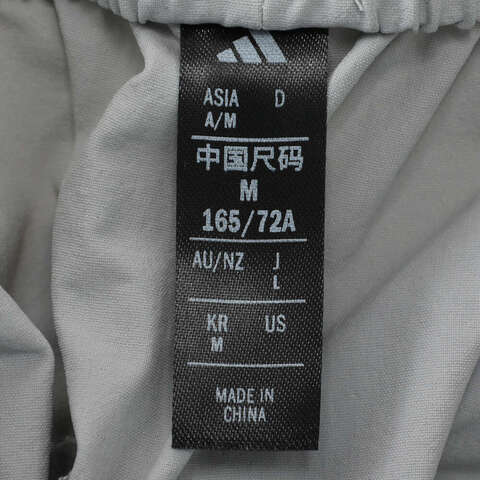 ASIA D
A/M
中国尺码
M
165/72A
AU/NZ J
L
KR US
M
MADE IN
CHINA